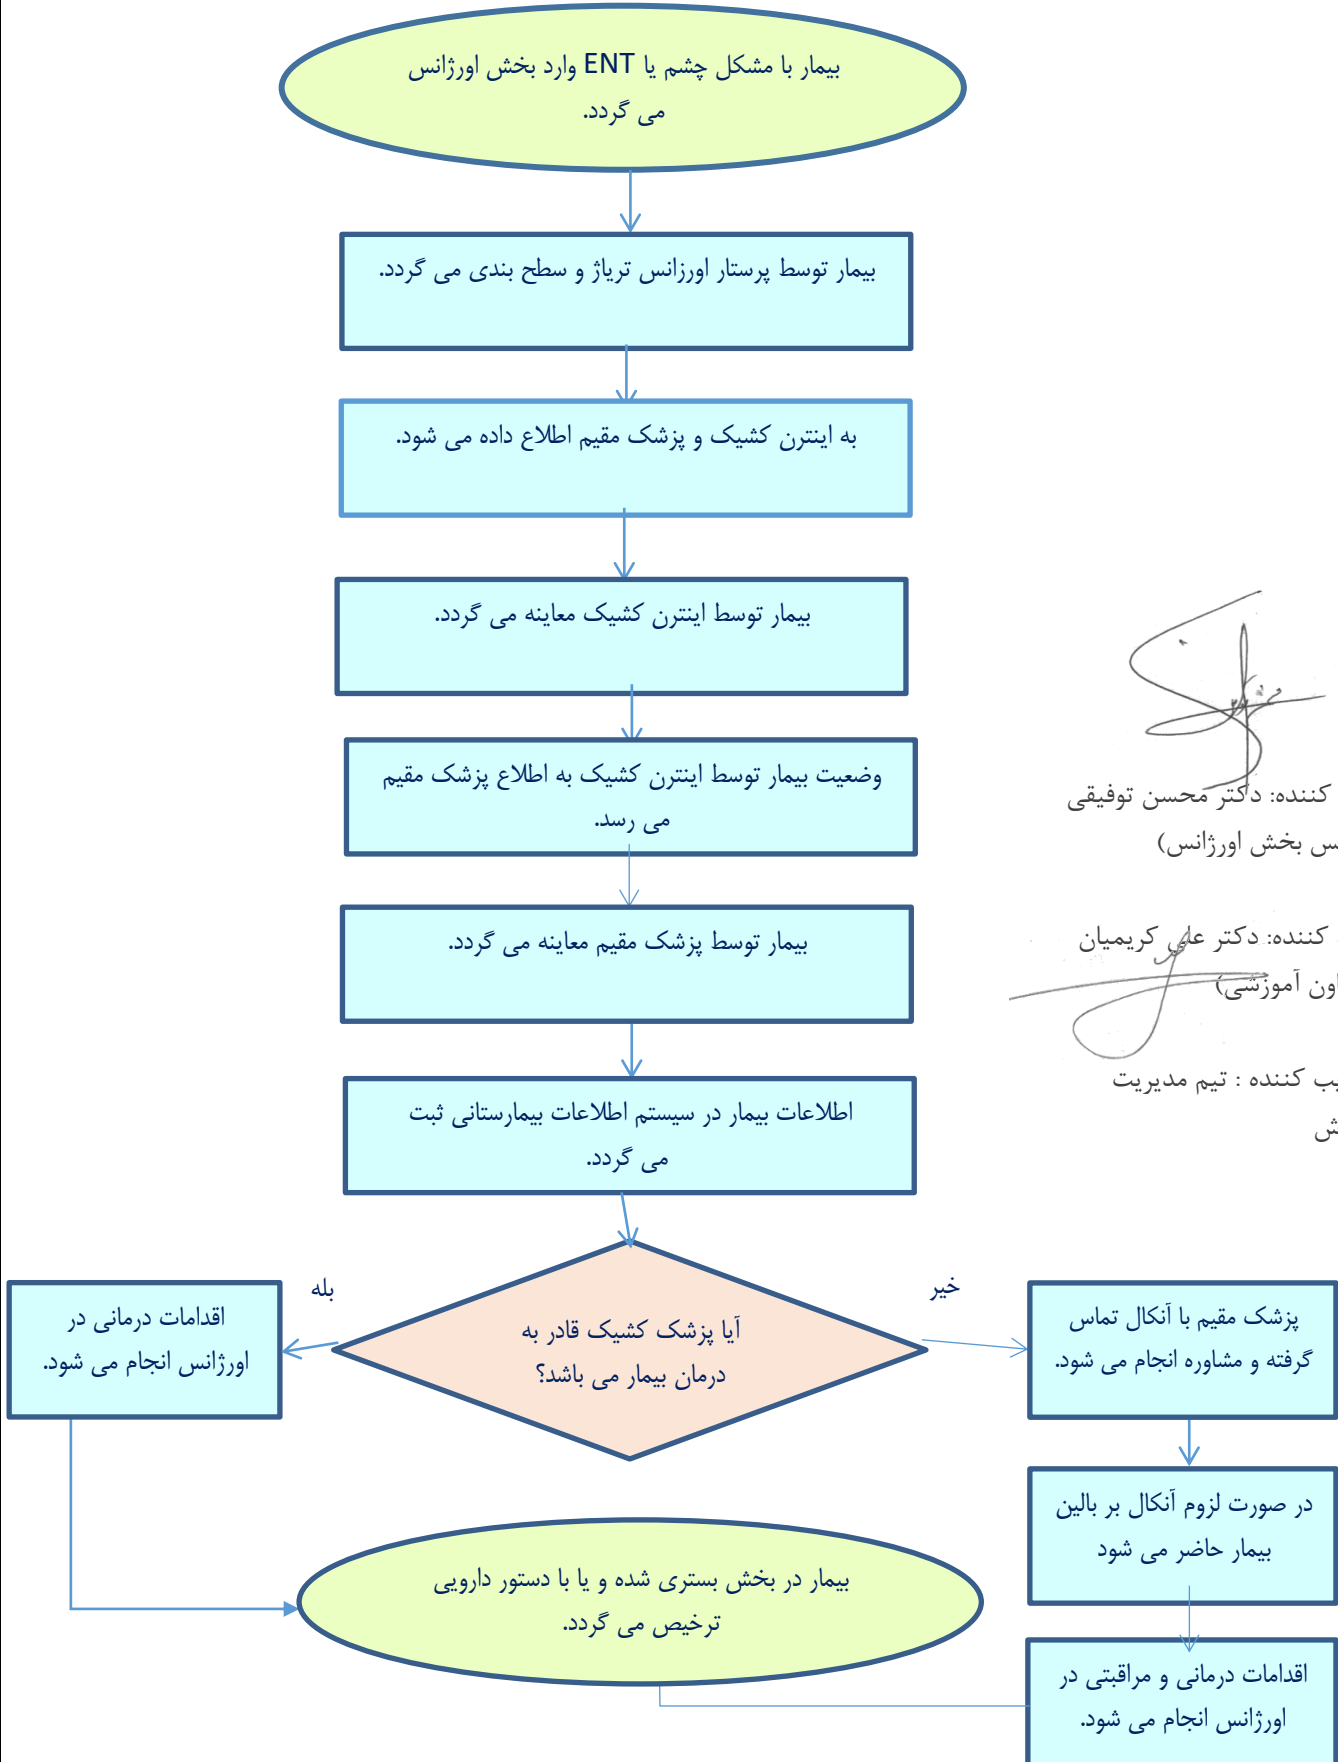 بیمار با مشکل چشم یا ENT وارد بخش اورژانس
می گردد.
بیمار توسط پرستار اورزانس تریاژ و سطح بندی می گردد.
به اینترن کشیک و پزشک مقیم اطلاع داده می شود.
بیمار توسط اینترن کشیک معاینه می گردد.
وضعیت بیمار توسط اینترن کشیک به اطلاع پزشک مقیم
می رسد.
بیمار توسط پزشک مقیم معاینه می گردد.
اطلاعات بیمار در سیستم اطلاعات بیمارستانی ثبت
می گردد.
آیا پزشک کشیک قادر به
درمان بیمار می باشد؟
خیر
بله
پزشک مقیم با آنکال تماس
گرفته و مشاوره انجام می شود.
در صورت لزوم آنکال بر بالین
بیمار حاضر می شود
اقدامات درمانی و مراقبتی در
اورژانس انجام می شود.
اقدامات درمانی در
اورژانس انجام می شود.
بیمار در بخش بستری شده و یا با دستور دارویی
ترخیص می گردد.
کننده: دکتر محسن توفیقی
بخش اورژانس)
کننده: دکتر علی کریمیان
آموزشی)
کننده : تیم مدیریت